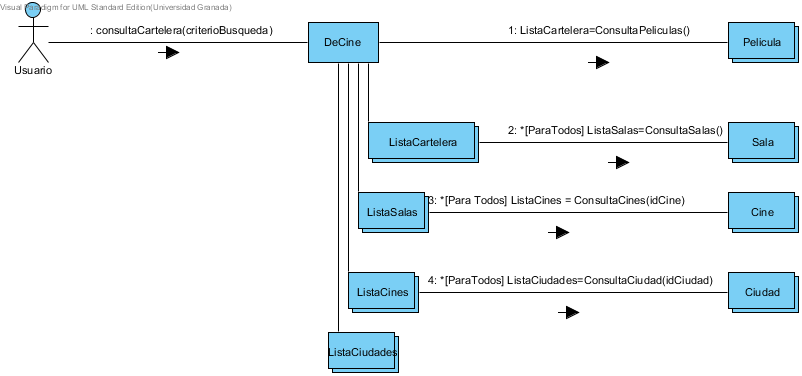 Visual Paradigm for UML Standard Edition(Universidad Granada)
: consultaCartelera(criterioBusqueda)
DeCine
1: ListaCartelera=ConsultaPeliculas()
Pelicula
Usuario
ListaCartelera
2: *[ParaTodos] ListaSalas=ConsultaSalas()
Sala
ListaSalas
3: *[Para Todos] ListaCines = ConsultaCines(idCine)
Cine
ListaCines
4: *[ParaTodos] ListaCiudades=ConsultaCiudad(idCiudad)
Ciudad
ListaCiudades